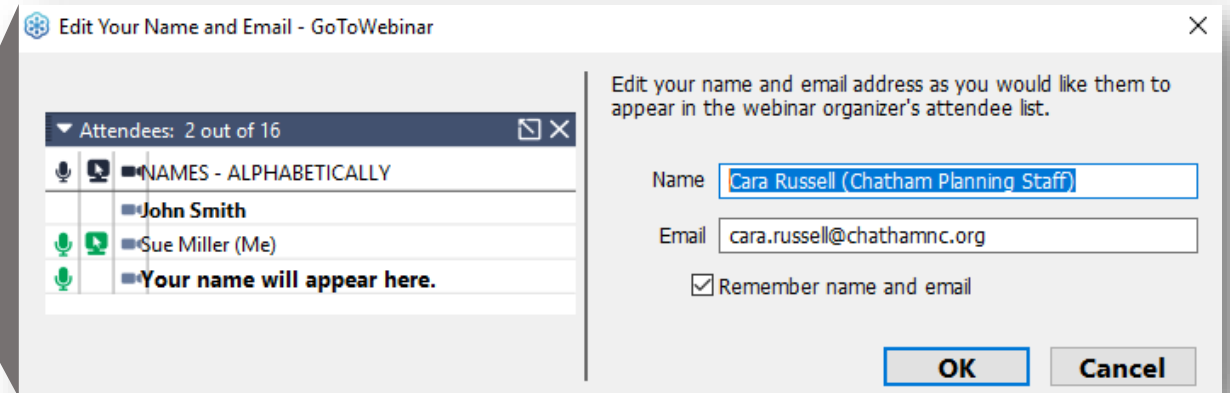 Edit Your Name and Email - GoToWebinar
Attendees: 2 out of 16
NAMES - ALPHABETICALLY
John Smith
Sue Miller (Me)
Your name will appear here.
Edit your name and email address as you would like them to
appear in the webinar organizer's attendee list.
Name Cara Russell (Chatham Planning Staff)
Email cara.russell@chathamnc.org
Remember name and email
OK Cancel